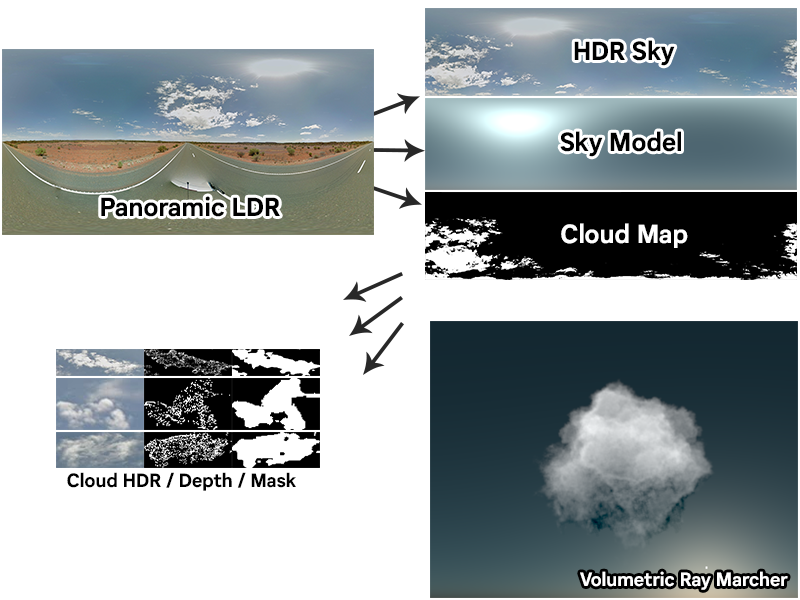 HDR Sky
Sky Model
Panoramic LDR
Cloud Map
Cloud HDR / Depth / Mask
Volumetric Ray Marcher